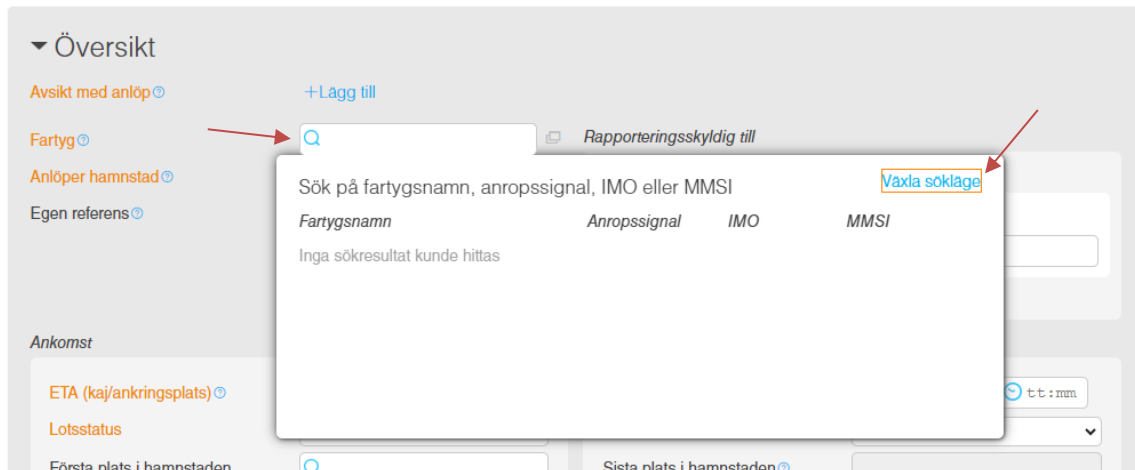 Översikt
Avsikt med anlöp
+Lägg till
Fartyg
Rapporteringsskyldig till
Anlöper hamnstad
Egen referens
Sök på fartygsnamn, anropssignal, IMO eller MMSI
Växla sökläge
Fartygsnamn Anropssignal IMO MMSI
Inga sökresultat kunde hittas
Ankomst
ETA (kaj/ankringsplats)
tt:mm
Lotsstatus
Första plats i hamnstaden
Sista plats i hamnstaden